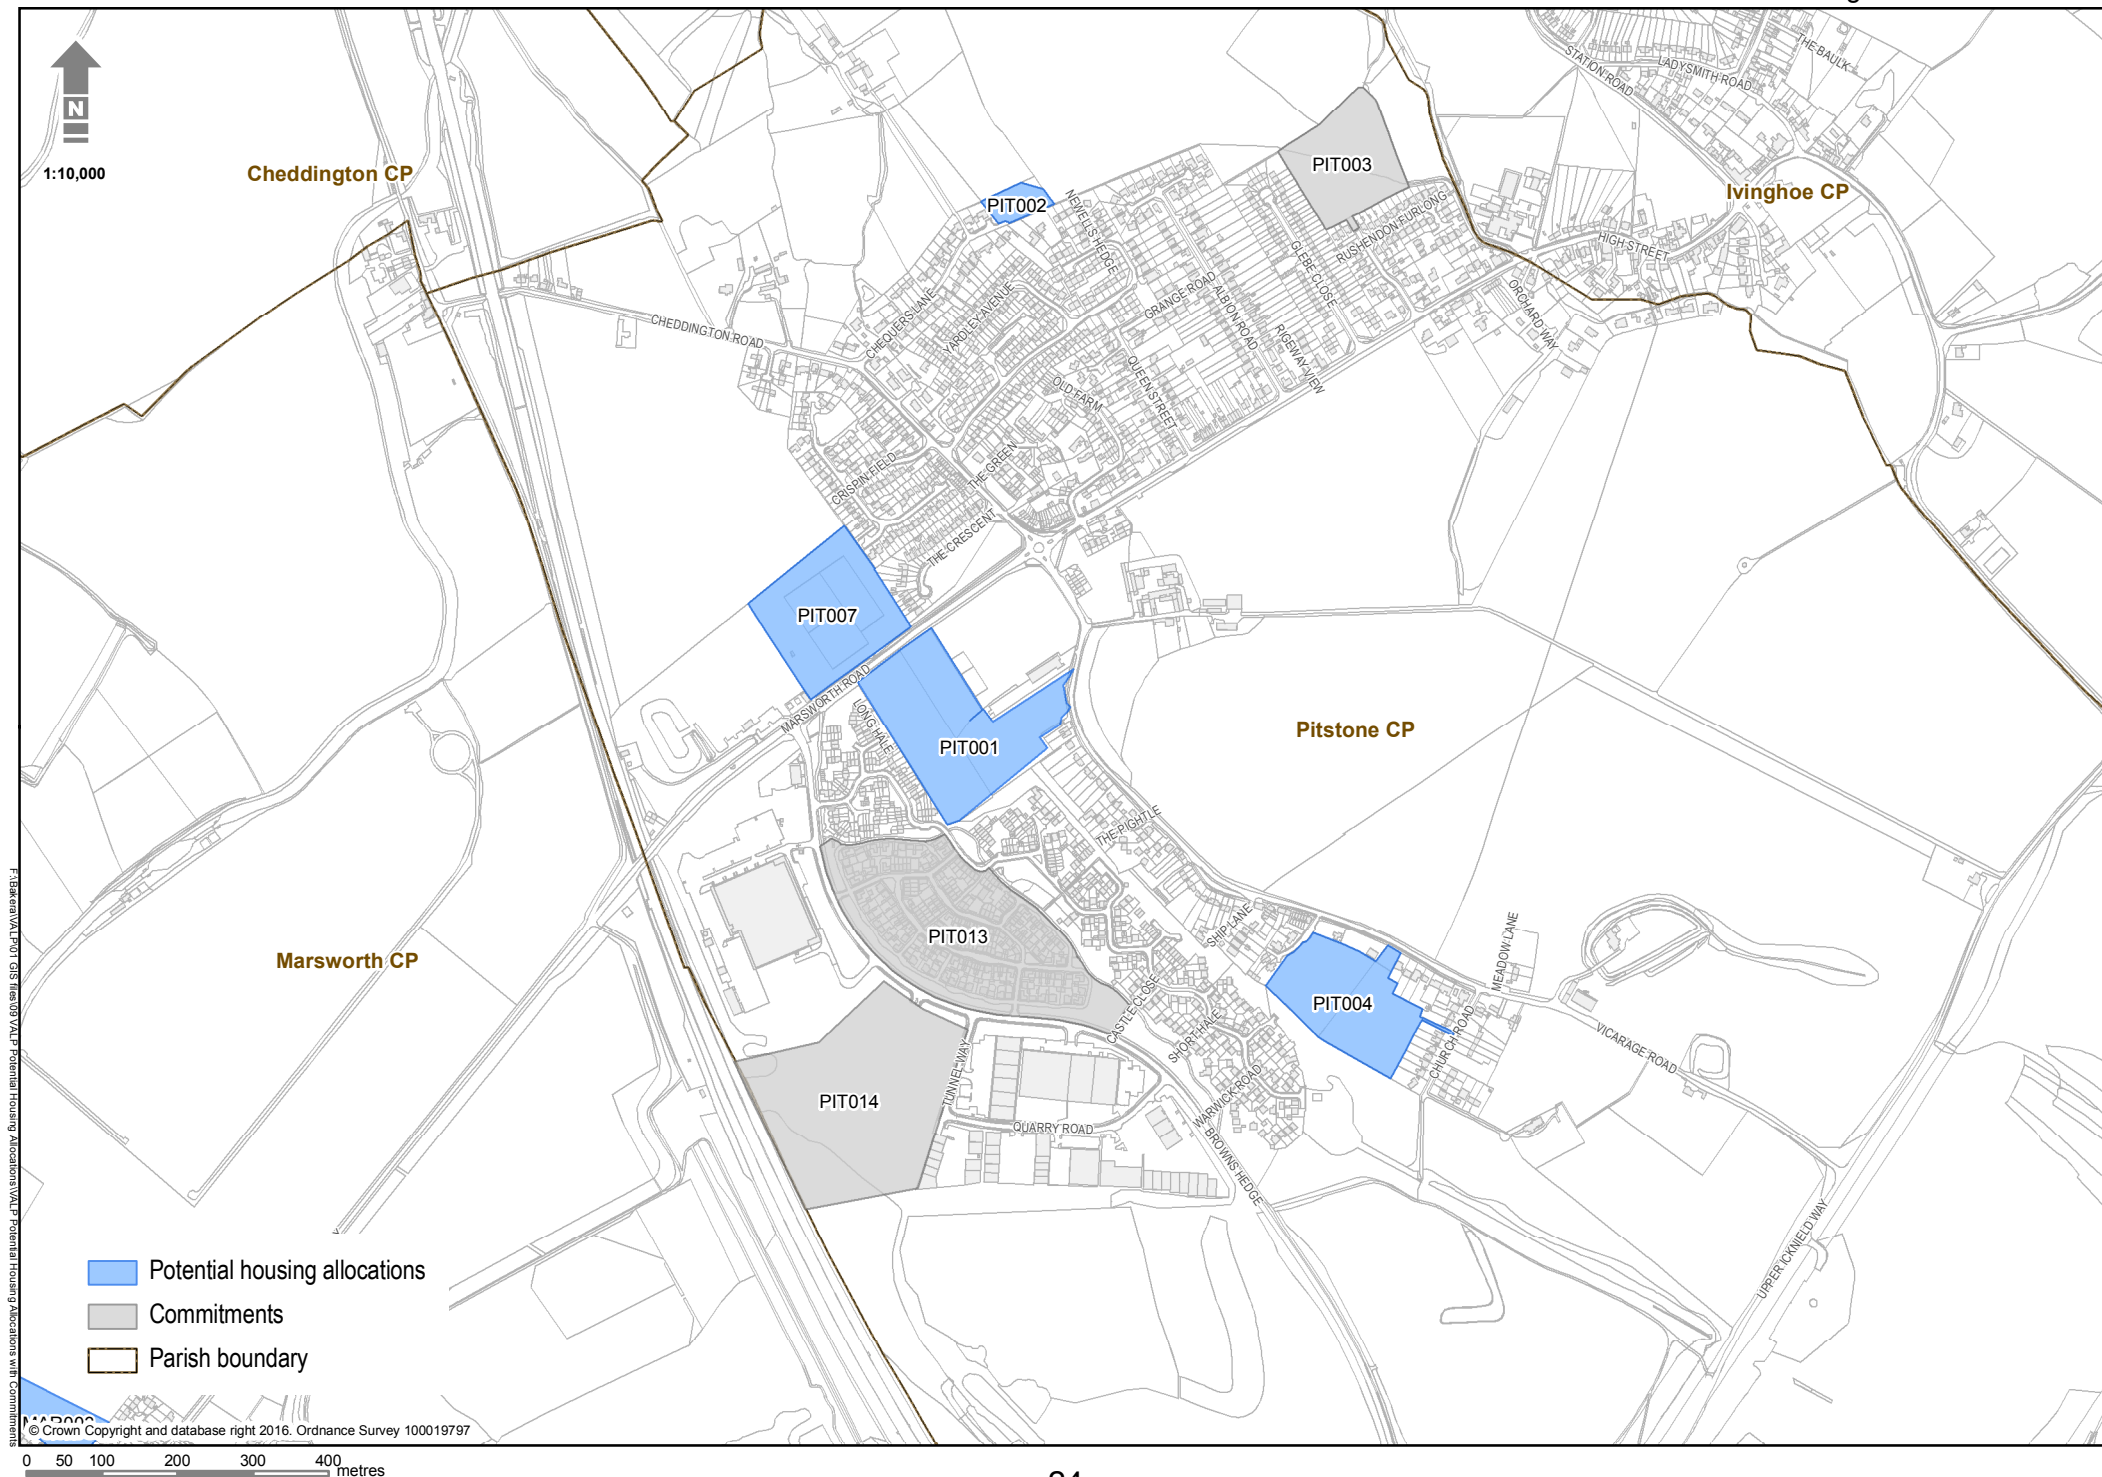 N
1:10,000
Cheddington CP
Ivinghoe CP
Pitstone CP
Marsworth CP
STATION ROAD
LADYSMITH ROAD
THE BAULK
PIT003
PIT002
NEWELLS HEDGE
RUSHENDON FURLONG
HIGH STREET
GLEBE CLOSE
ORCHARD WAY
GRANGE ROAD
ALBION ROAD
RIGEWAY VIEW
CHEDDINGTON ROAD
CHEQUERS LANE
YARDLEY AVENUE
OLD FARM
QUEEN STREET
CRISPIN FIELD
THE GREEN
THE CRESCENT
PIT007
MARSWORTH ROAD
LONG HALE
PIT001
THE PIGHTLE
PIT013
SHIP LANE
MEADOW LANE
PIT004
CASTLE CLOSE
SHORT HALE
CHURCH ROAD
VICARAGE ROAD
TUNNEL WAY
PIT014
QUARRY ROAD
WARWICK ROAD
BROWNS HEDGE
UPPER ICKNIELD WAY
Potential housing allocations
Commitments
Parish boundary
© Crown Copyright and database right 2016. Ordnance Survey 100019797
0 50 100 200 300 400 metres